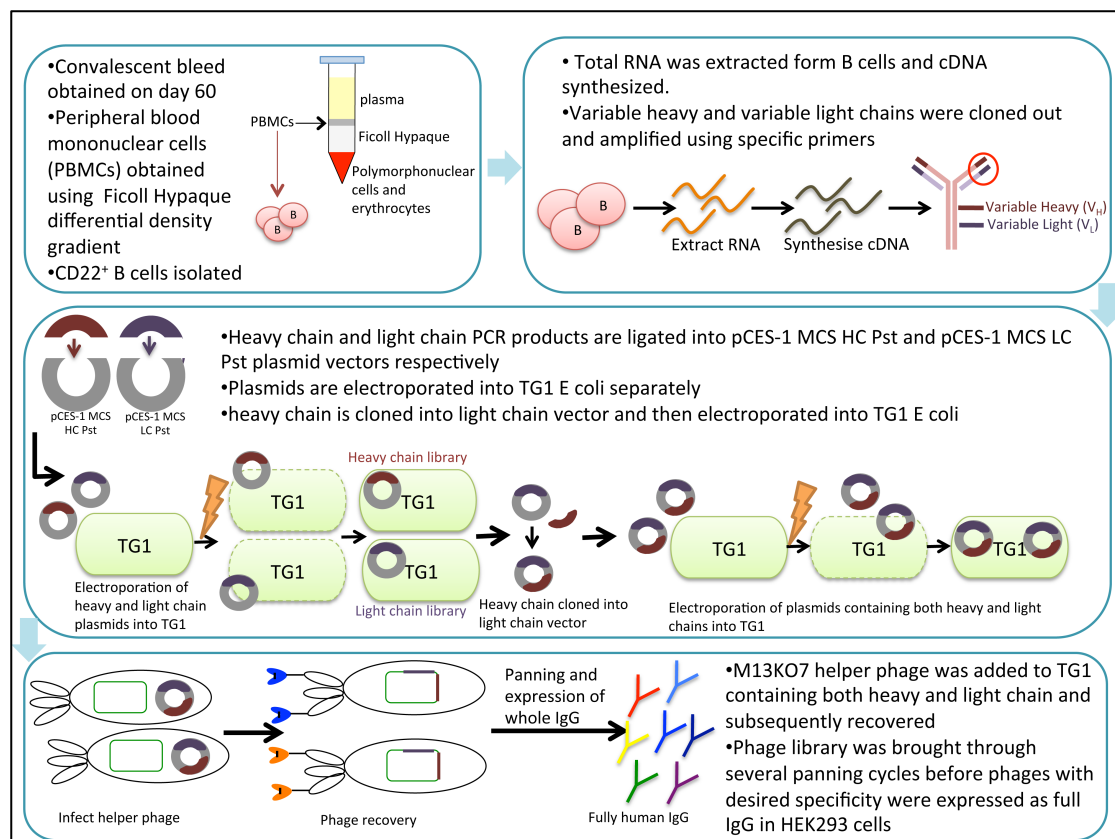 •Convalescent bleed
obtained on day 60
•Peripheral blood
mononuclear cells
(PBMCs) obtained
using Ficoll Hypaque
differential density
gradient
•CD22+ B cells isolated
PBMCs
plasma
Ficoll Hypaque
Polymorphonuclear
cells and
erythrocytes
B
B
• Total RNA was extracted form B cells and cDNA
synthesized.
•Variable heavy and variable light chains were cloned out
and amplified using specific primers
B
B
Extract RNA
Synthesise cDNA
Variable Heavy (VH)
Variable Light (VL)
pCES-1 MCS
HC Pst
pCES-1 MCS
LC Pst
•Heavy chain and light chain PCR products are ligated into pCES-1 MCS HC Pst and pCES-1 MCS LC
Pst plasmid vectors respectively
•Plasmids are electroporated into TG1 E coli separately
•heavy chain is cloned into light chain vector and then electroporated into TG1 E coli
Heavy chain library
TG1
TG1
TG1
TG1
TG1
Light chain library
Electroporation of
heavy and light chain
plasmids into TG1
Heavy chain cloned into
light chain vector
TG1
TG1
TG1
Electroporation of plasmids containing both heavy and light
chains into TG1
Infect helper phage
Phage recovery
Panning and
expression of
whole IgG
Fully human IgG
•M13KO7 helper phage was added to TG1
containing both heavy and light chain and
subsequently recovered
•Phage library was brought through
several panning cycles before phages with
desired specificity were expressed as full
IgG in HEK293 cells